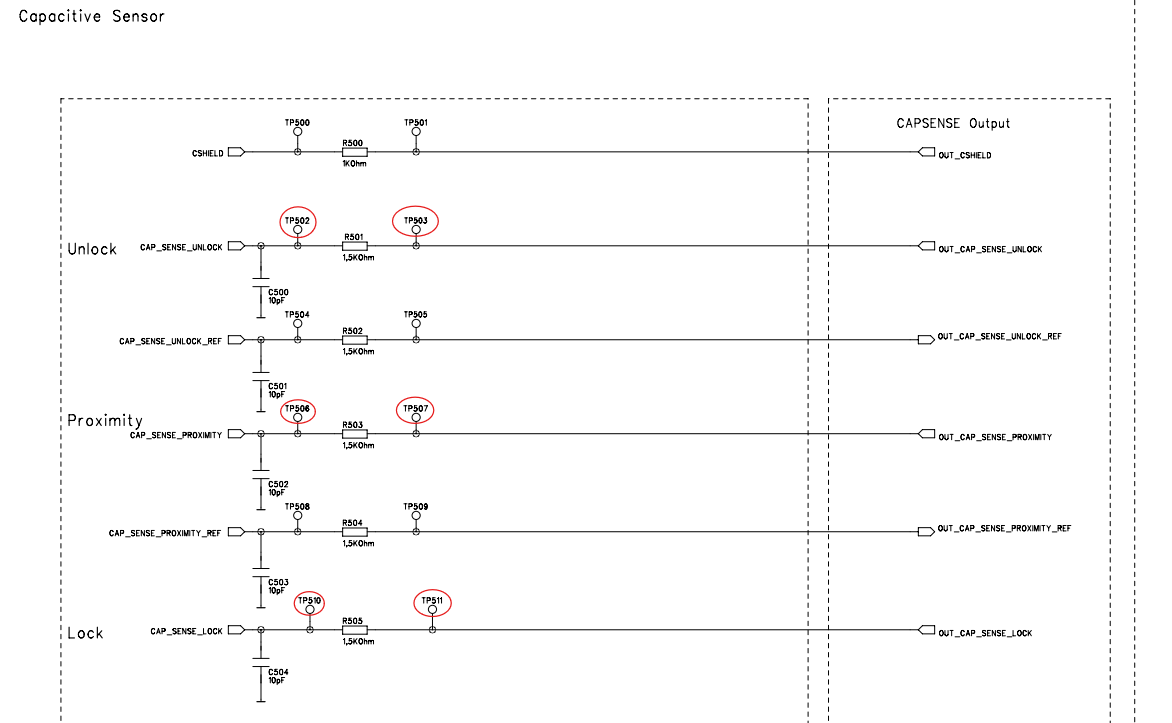 Capacitive Sensor
CAPSENSE Output
TP500
TP501
R500
CSHIELD
1KOhm
OUT_CSHIELD
TP502
TP503
R501
Unlock
CAP_SENSE_UNLOCK
1,5KOhm
OUT_CAP_SENSE_UNLOCK
C500
10pF
TP504
TP505
R502
CAP_SENSE_UNLOCK_REF
1,5KOhm
OUT_CAP_SENSE_UNLOCK_REF
C501
10pF
TP506
TP507
Proximity
R503
CAP_SENSE_PROXIMITY
1,5KOhm
OUT_CAP_SENSE_PROXIMITY
C502
10pF
TP508
TP509
R504
CAP_SENSE_PROXIMITY_REF
1,5KOhm
OUT_CAP_SENSE_PROXIMITY_REF
C503
10pF
TP510
TP511
R505
Lock
CAP_SENSE_LOCK
1,5KOhm
OUT_CAP_SENSE_LOCK
C504
10pF